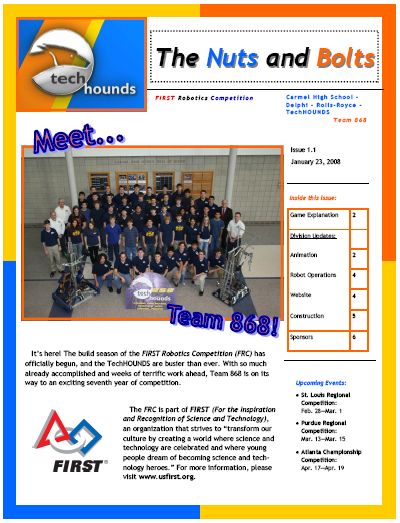 tech
hounds
The Nuts and Bolts
FIRST Robotics Competition
Carmel High School –
Delphi – Rolls-Royce –
TechHOUNDS
Team 868
Meet...
Issue 1.1
January 23, 2008
tech
hounds
Team 868!
Inside this issue:
Game Explanation 2
Division Updates:
Animation 2
Robot Operations 4
Website 4
Construction 5
Sponsors 6
It's here! The build season of the FIRST Robotics Competition (FRC) has
officially begun, and the TechHOUNDS are busier than ever. With so much
already accomplished and weeks of terrific work ahead, Team 868 is on its
way to an exciting seventh year of competition.
FIRST®
The FRC is part of FIRST (For the Inspiration
and Recognition of Science and Technology),
an organization that strives to “transform our
culture by creating a world where science and
technology are celebrated and where young
people dream of becoming science and tech-
nology heroes.” For more information, please
visit www.usfirst.org.
Upcoming Events:
• St. Louis Regional
Competition:
Feb. 28—Mar. 1
• Purdue Regional
Competition:
Mar. 13—Mar. 15
• Atlanta Championship
Competition:
Apr. 17—Apr. 19